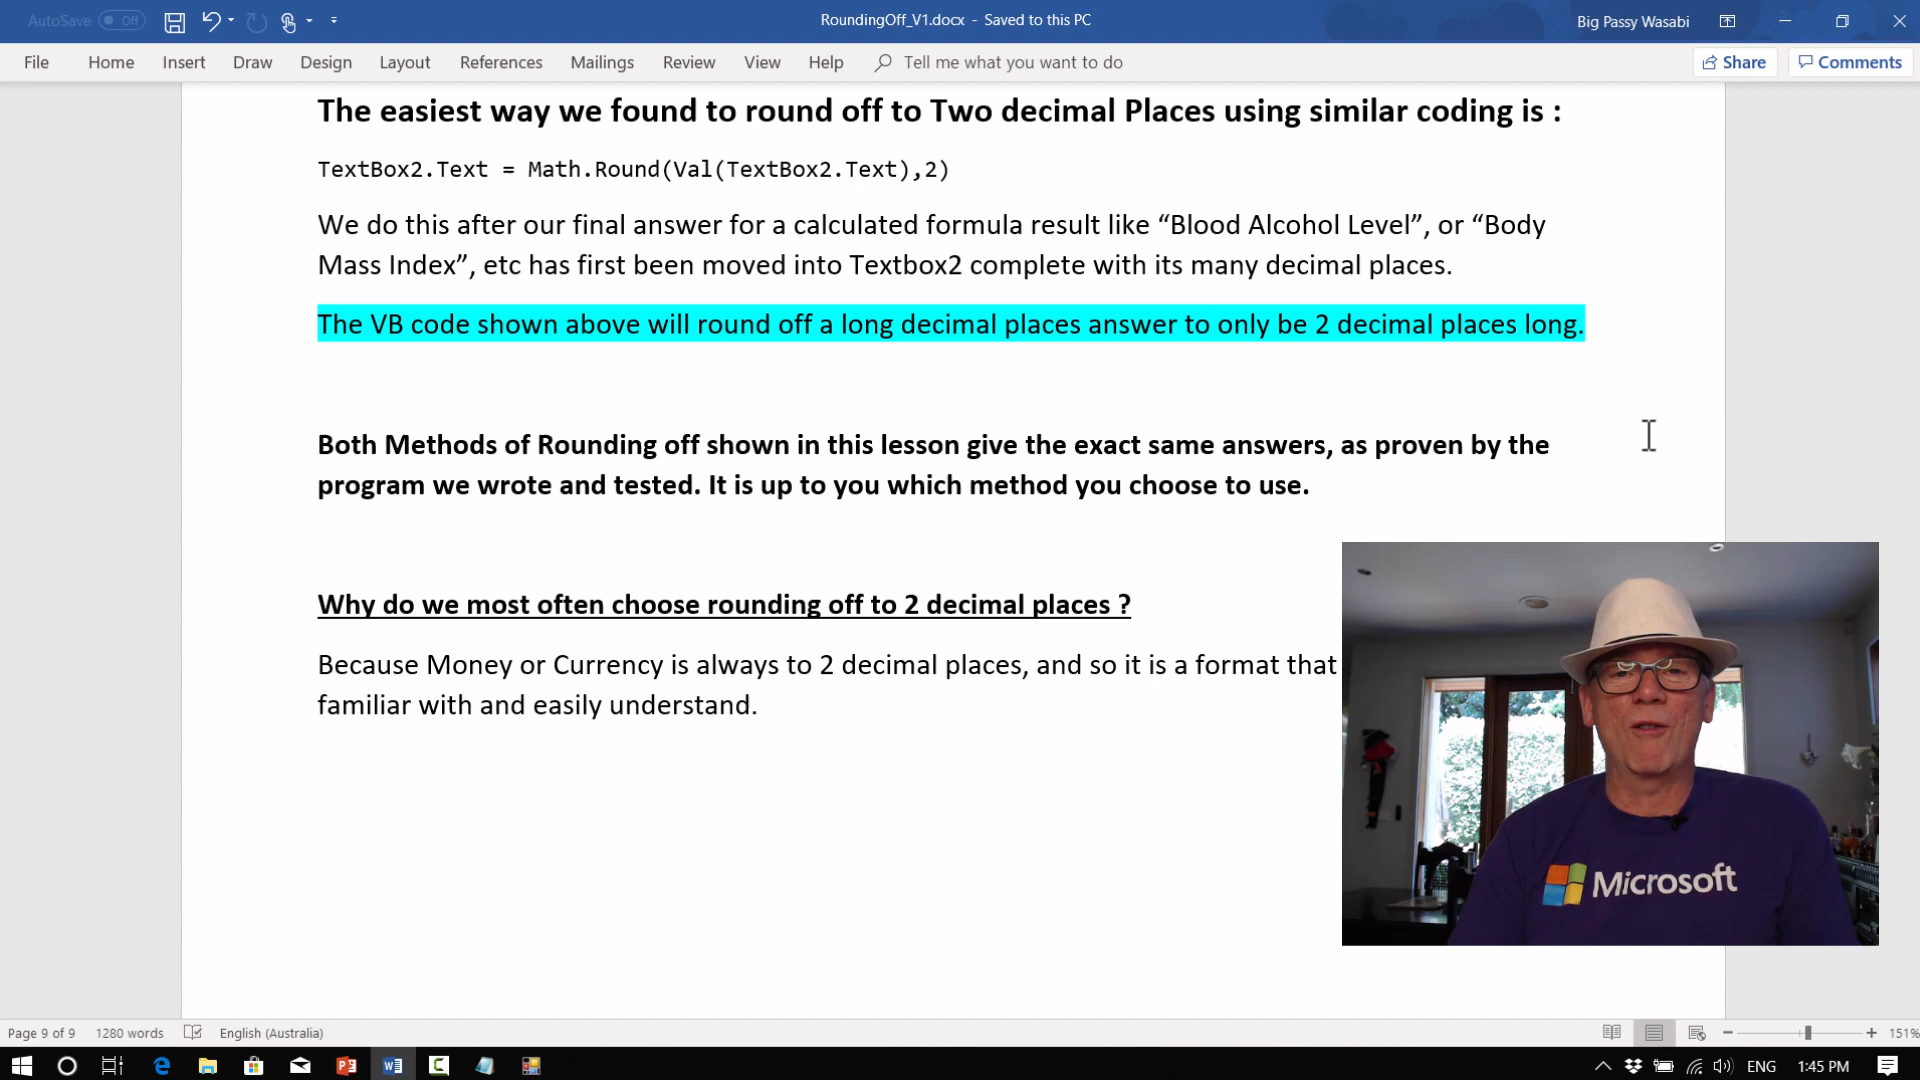 AutoSave Off
RoundingOff_V1.docx - Saved to this PC
Big Passy Wasabi
File Home Insert Draw Design Layout References Mailings Review View Help Tell me what you want to do Share Comments
The easiest way we found to round off to Two decimal Places using similar coding is :
TextBox2.Text = Math.Round(Val(TextBox2.Text),2)
We do this after our final answer for a calculated formula result like “Blood Alcohol Level”, or “Body
Mass Index”, etc has first been moved into Textbox2 complete with its many decimal places.
The VB code shown above will round off a long decimal places answer to only be 2 decimal places long.
Both Methods of Rounding off shown in this lesson give the exact same answers, as proven by the
program we wrote and tested. It is up to you which method you choose to use.
Why do we most often choose rounding off to 2 decimal places ?
Because Money or Currency is always to 2 decimal places, and so it is a format that
familiar with and easily understand.
Microsoft
Page 9 of 9 1280 words English (Australia) 151%
ENG 1:45 PM